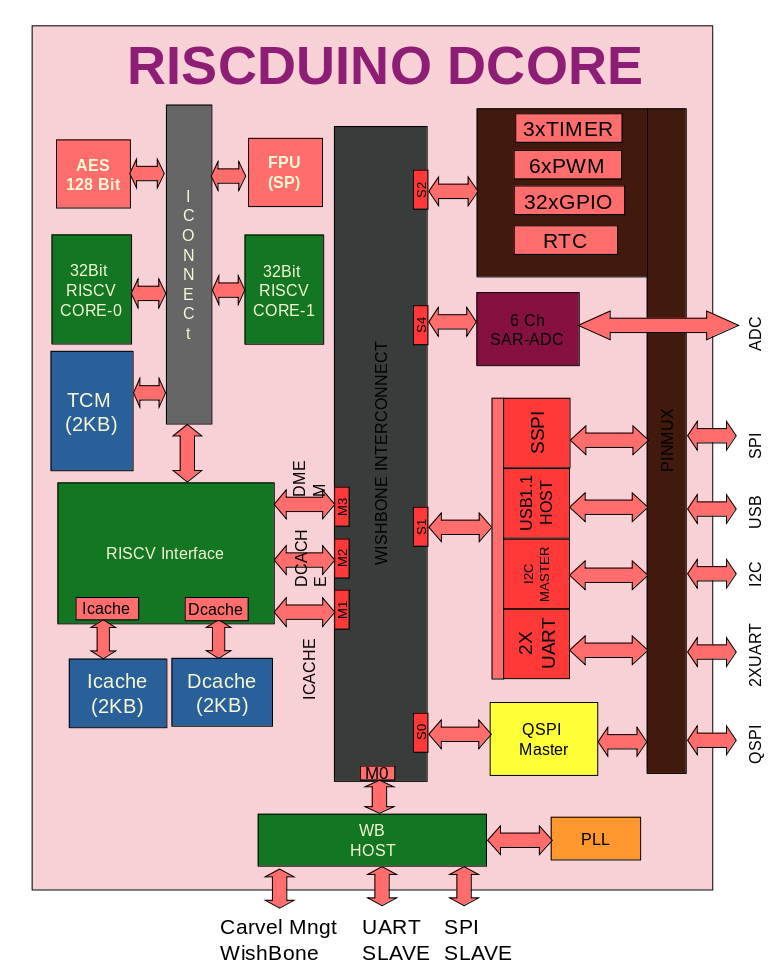 RISCDUINO DCORE
AES
128 Bit
FPU
(SP)
ICONNECt
32Bit
RISCV
CORE-0
32Bit
RISCV
CORE-1
TCM
(2KB)
RISCV Interface
Icache
Dcache
Icache
(2KB)
Dcache
(2KB)
DME
M
DCACH
E
ICACHE
M3
M2
M1
M0
WISHBONE INTERCONNECT
S2
S4
S1
S0
3xTIMER
6xPWM
32xGPIO
RTC
6 Ch
SAR-ADC
SSPI
USB1.1
HOST
I2C
MASTER
2X
UART
QSPI
Master
PINMUX
ADC
SPI
USB
I2C
2XUART
QSPI
WB
HOST
PLL
Carvel Mngt
WishBone
UART
SLAVE
SPI
SLAVE